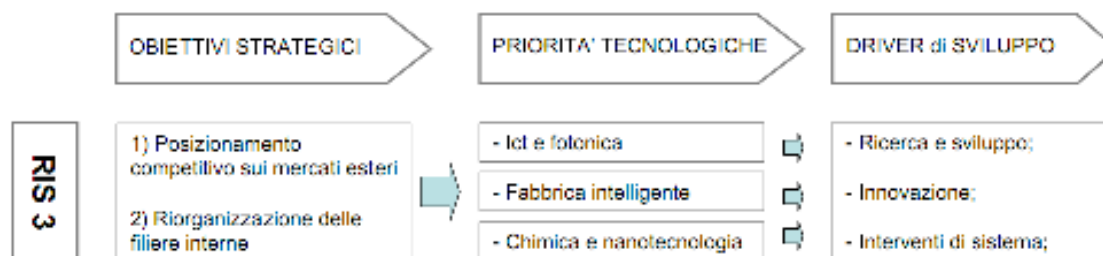 OBIETTIVI STRATEGICI
PRIORITA' TECNOLOGICHE
DRIVER di SVILUPPO
RIS 3
1) Posizionamento
competitivo sui mercati esteri
2) Riorganizzazione delle
filiere interne
- Ict e fotonica
- Fabbrica intelligente
- Chimica e nanotecnologia
- Ricerca e sviluppo;
- Innovazione;
- Interventi di sistema;